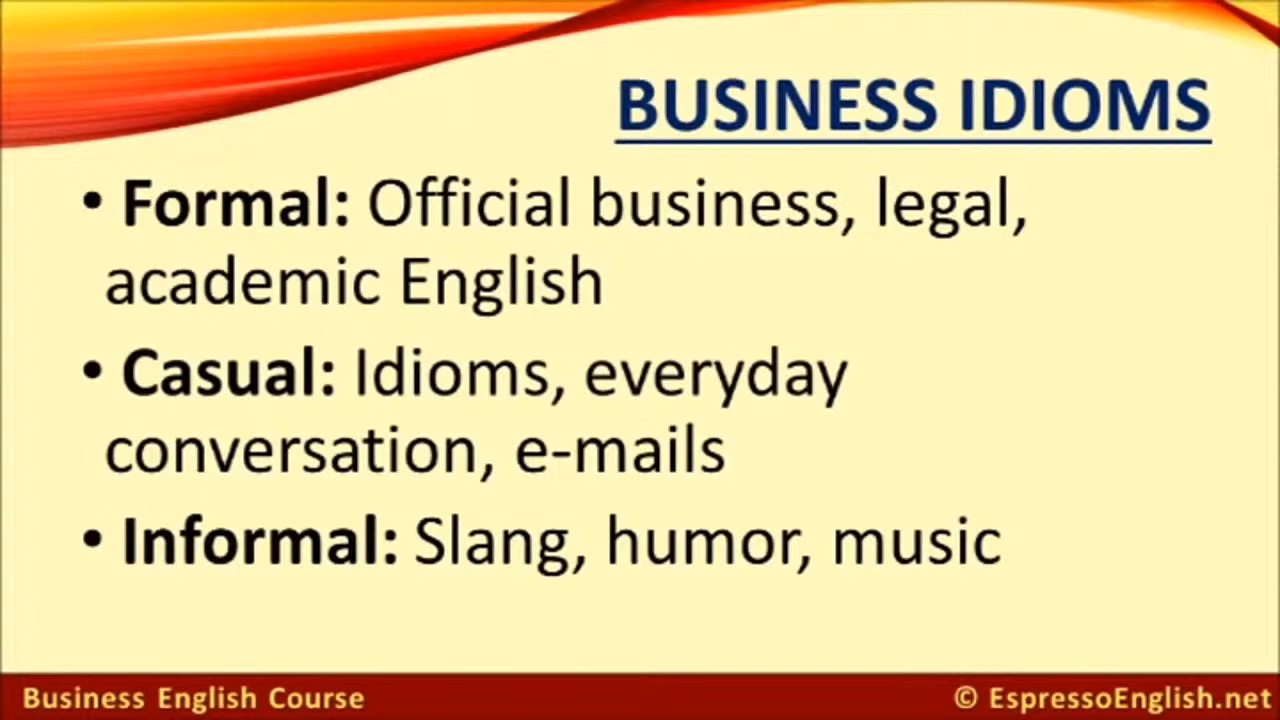 BUSINESS IDIOMS
• Formal: Official business, legal,
academic English
• Casual: Idioms, everyday
conversation, e-mails
• Informal: Slang, humor, music
Business English Course
© EspressoEnglish.net